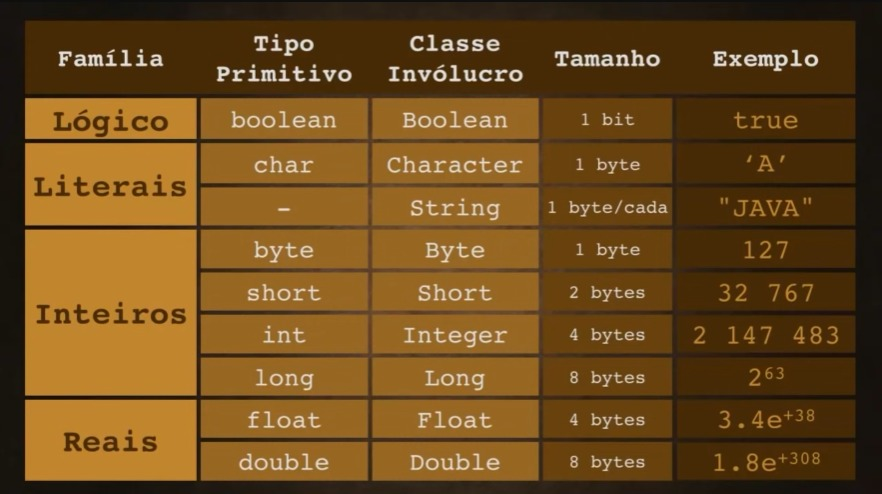 Família Tipo Primitivo Classe Invólucro Tamanho Exemplo
Lógico boolean Boolean 1 bit true
Literais char Character 1 byte ‘A’
– String 1 byte/cada "JAVA"
Inteiros byte Byte 1 byte 127
short Short 2 bytes 32 767
int Integer 4 bytes 2 147 483
long Long 8 bytes 2⁶³
Reais float Float 4 bytes 3.4e⁺³⁸
double Double 8 bytes 1.8e⁺³⁰⁸